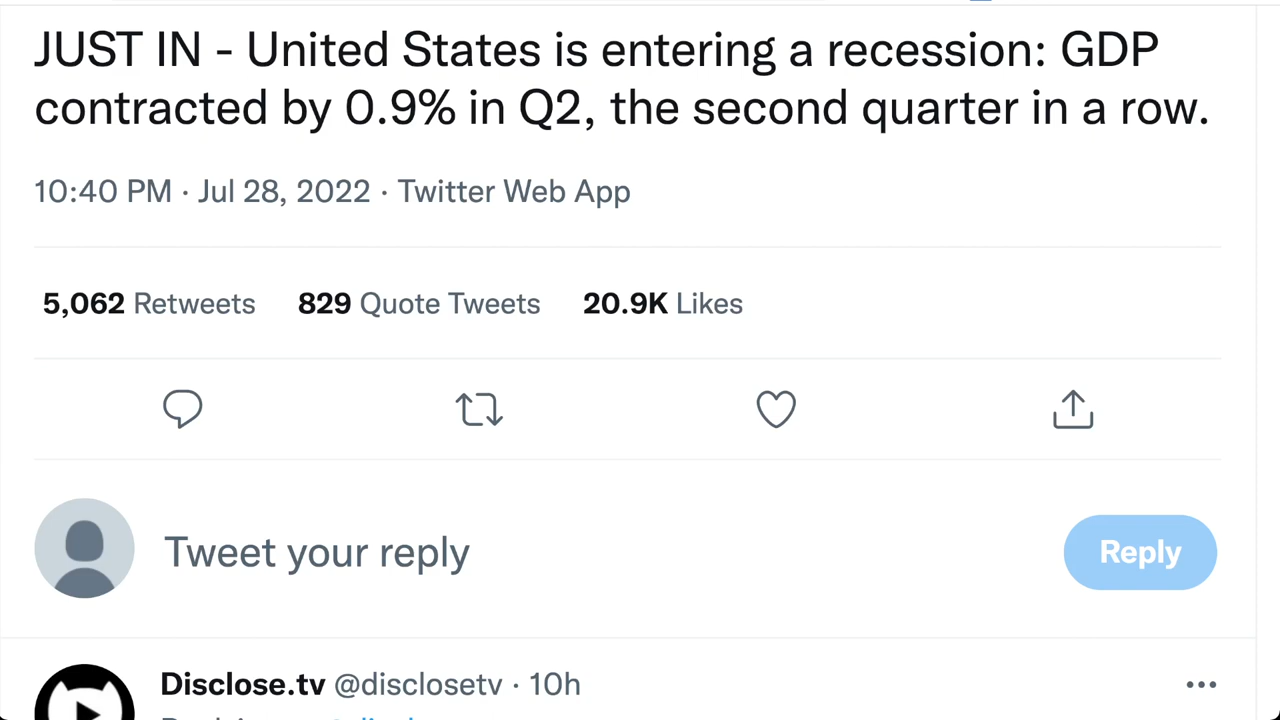 JUST IN - United States is entering a recession: GDP
contracted by 0.9% in Q2, the second quarter in a row.
10:40 PM · Jul 28, 2022 · Twitter Web App
5,062 Retweets 829 Quote Tweets 20.9K Likes
Tweet your reply
Reply
Disclose.tv @disclosetv · 10h